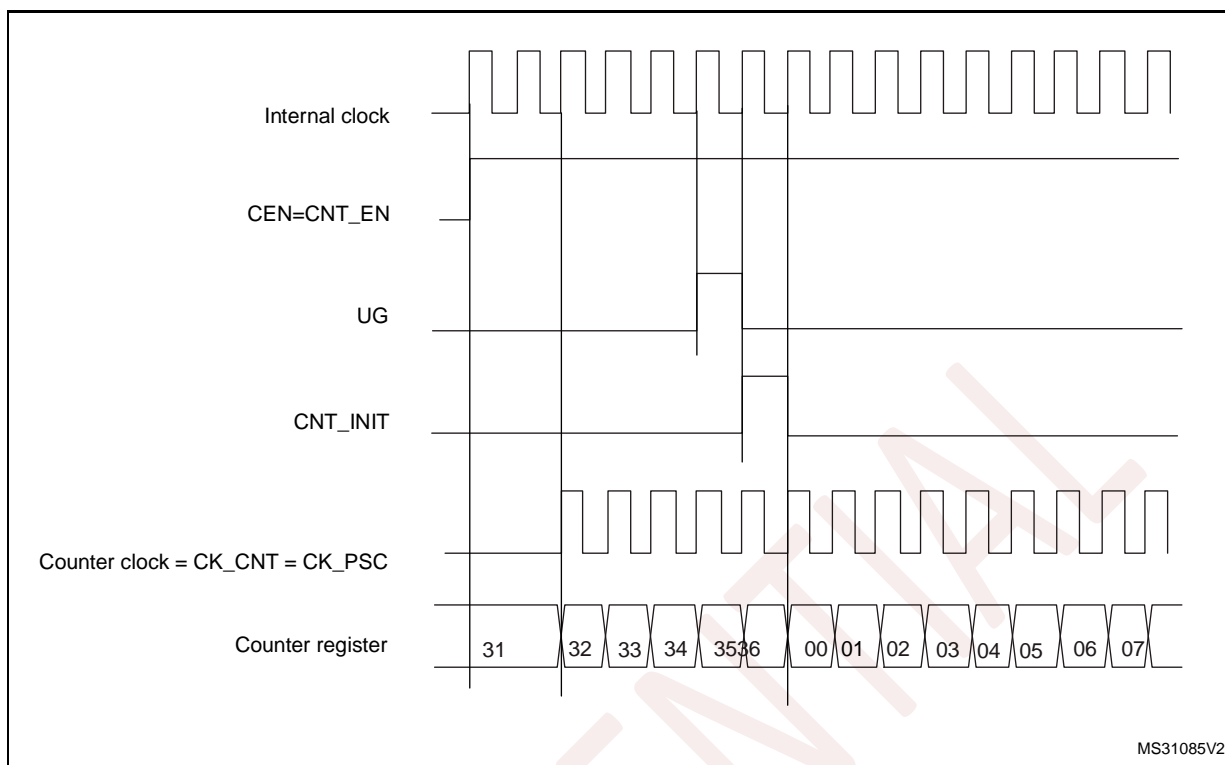 Internal clock
CEN=CNT_EN
UG
CNT_INIT
Counter clock = CK_CNT = CK_PSC
Counter register
31 32 33 34 35 36 00 01 02 03 04 05 06 07
ENTIAL
MS31085V2